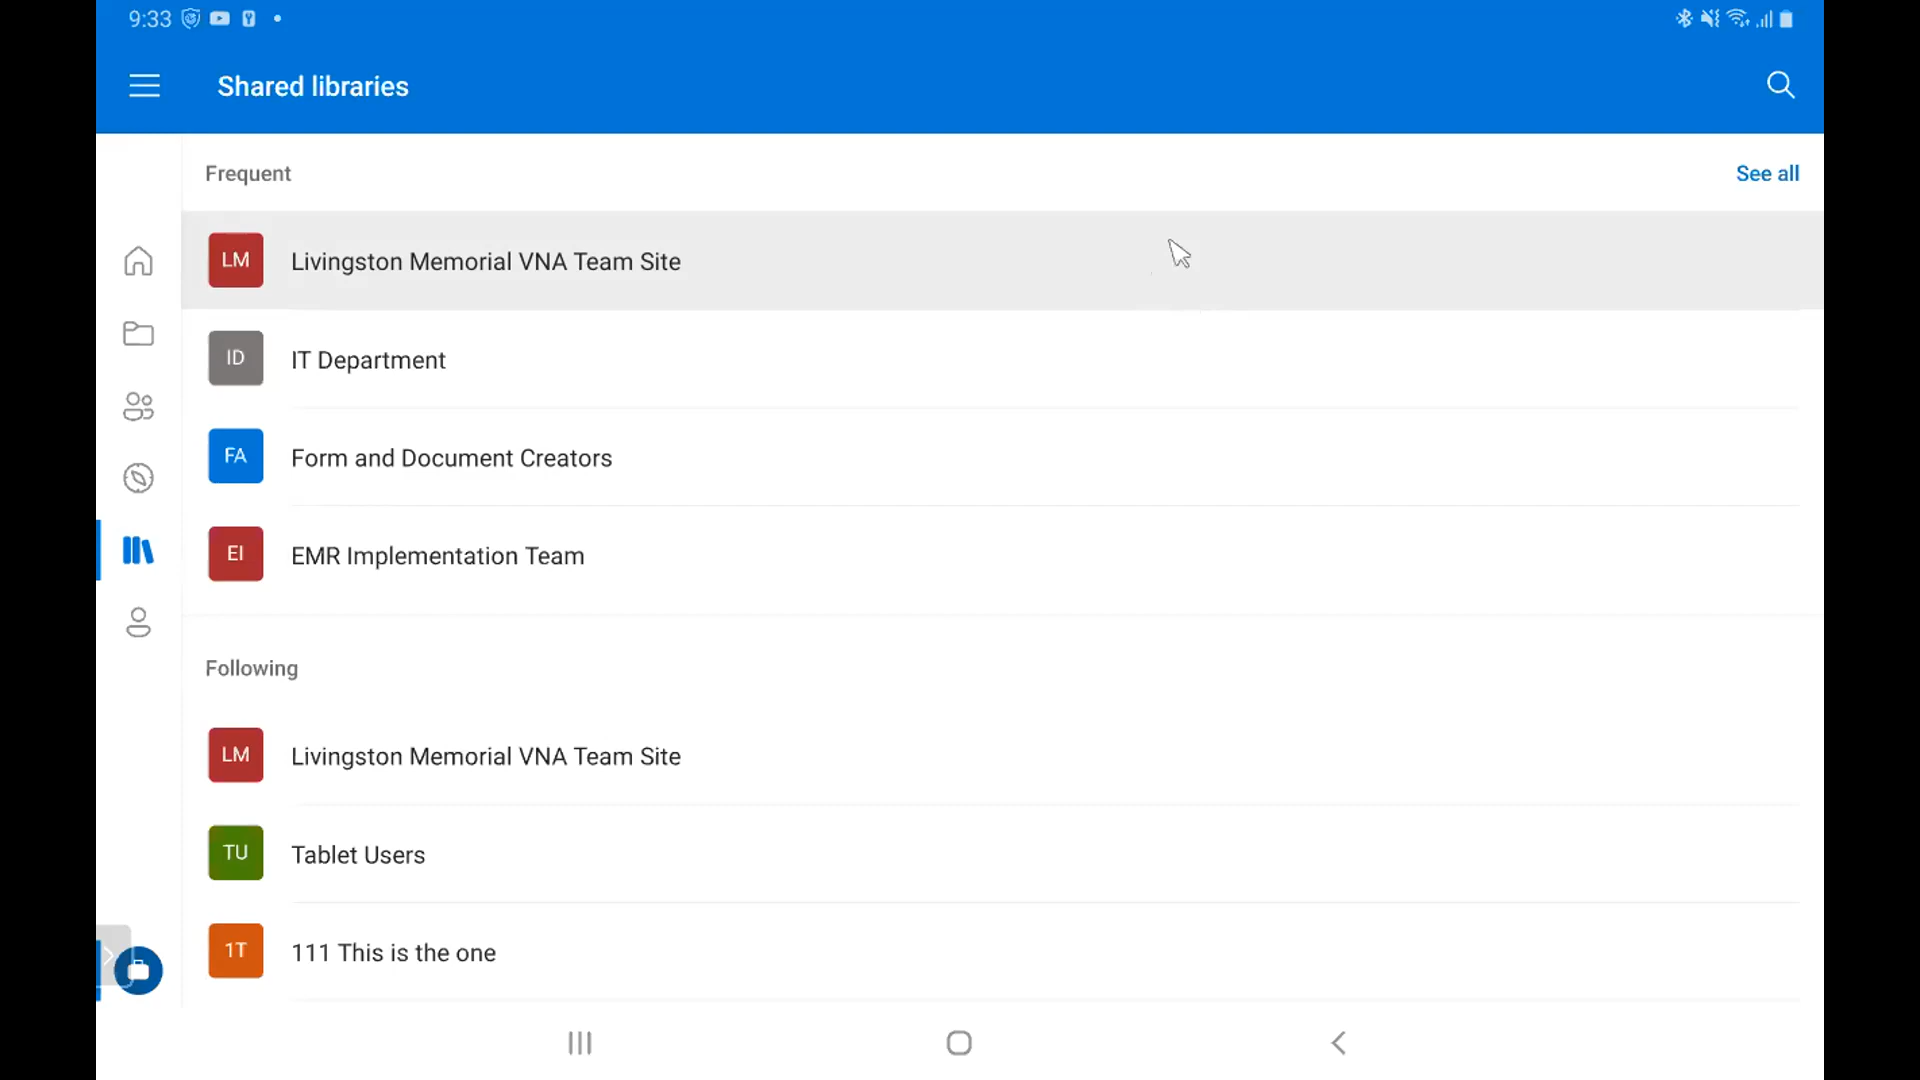 9:33
Shared libraries
Frequent
See all
LM
Livingston Memorial VNA Team Site
ID
IT Department
FA
Form and Document Creators
EI
EMR Implementation Team
Following
LM
Livingston Memorial VNA Team Site
TU
Tablet Users
1T
111 This is the one